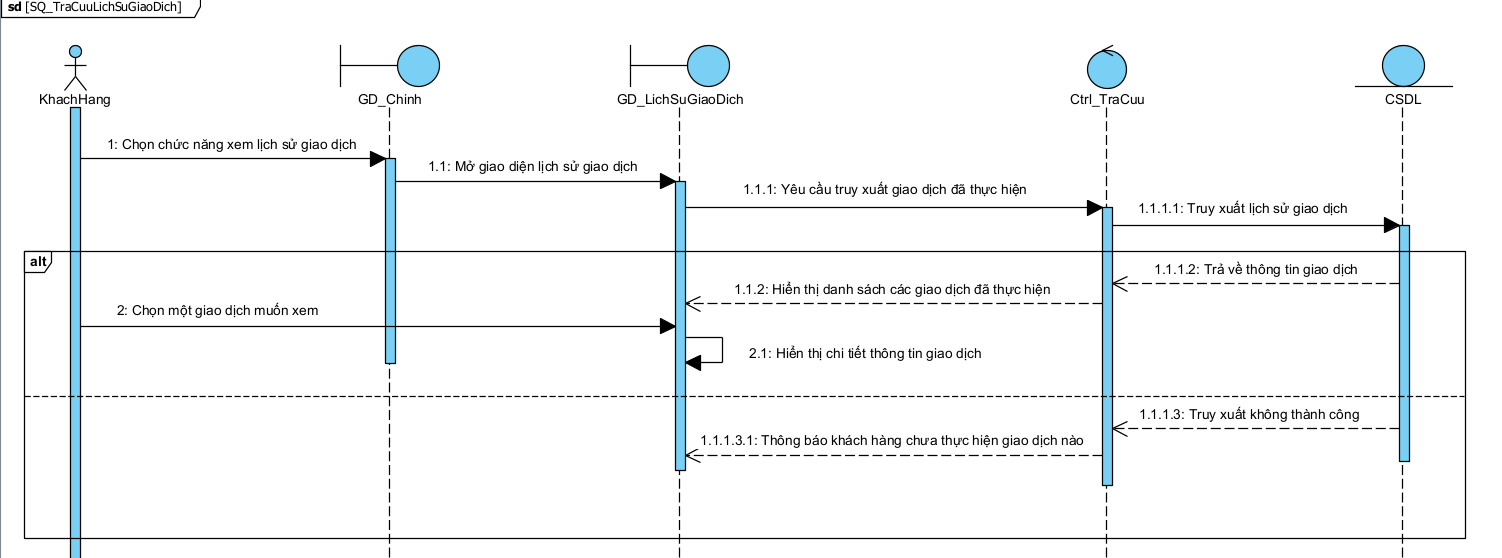 sd [SQ_TraCuuLichSuGiaoDich]
KhachHang
GD_Chinh
GD_LichSuGiaoDich
Ctrl_TraCuu
CSDL
1: Chọn chức năng xem lịch sử giao dịch
1.1: Mở giao diện lịch sử giao dịch
1.1.1: Yêu cầu truy xuất giao dịch đã thực hiện
1.1.1.1: Truy xuất lịch sử giao dịch
alt
1.1.1.2: Trả về thông tin giao dịch
1.1.2: Hiển thị danh sách các giao dịch đã thực hiện
2: Chọn một giao dịch muốn xem
2.1: Hiển thị chi tiết thông tin giao dịch
1.1.1.3: Truy xuất không thành công
1.1.1.3.1: Thông báo khách hàng chưa thực hiện giao dịch nào